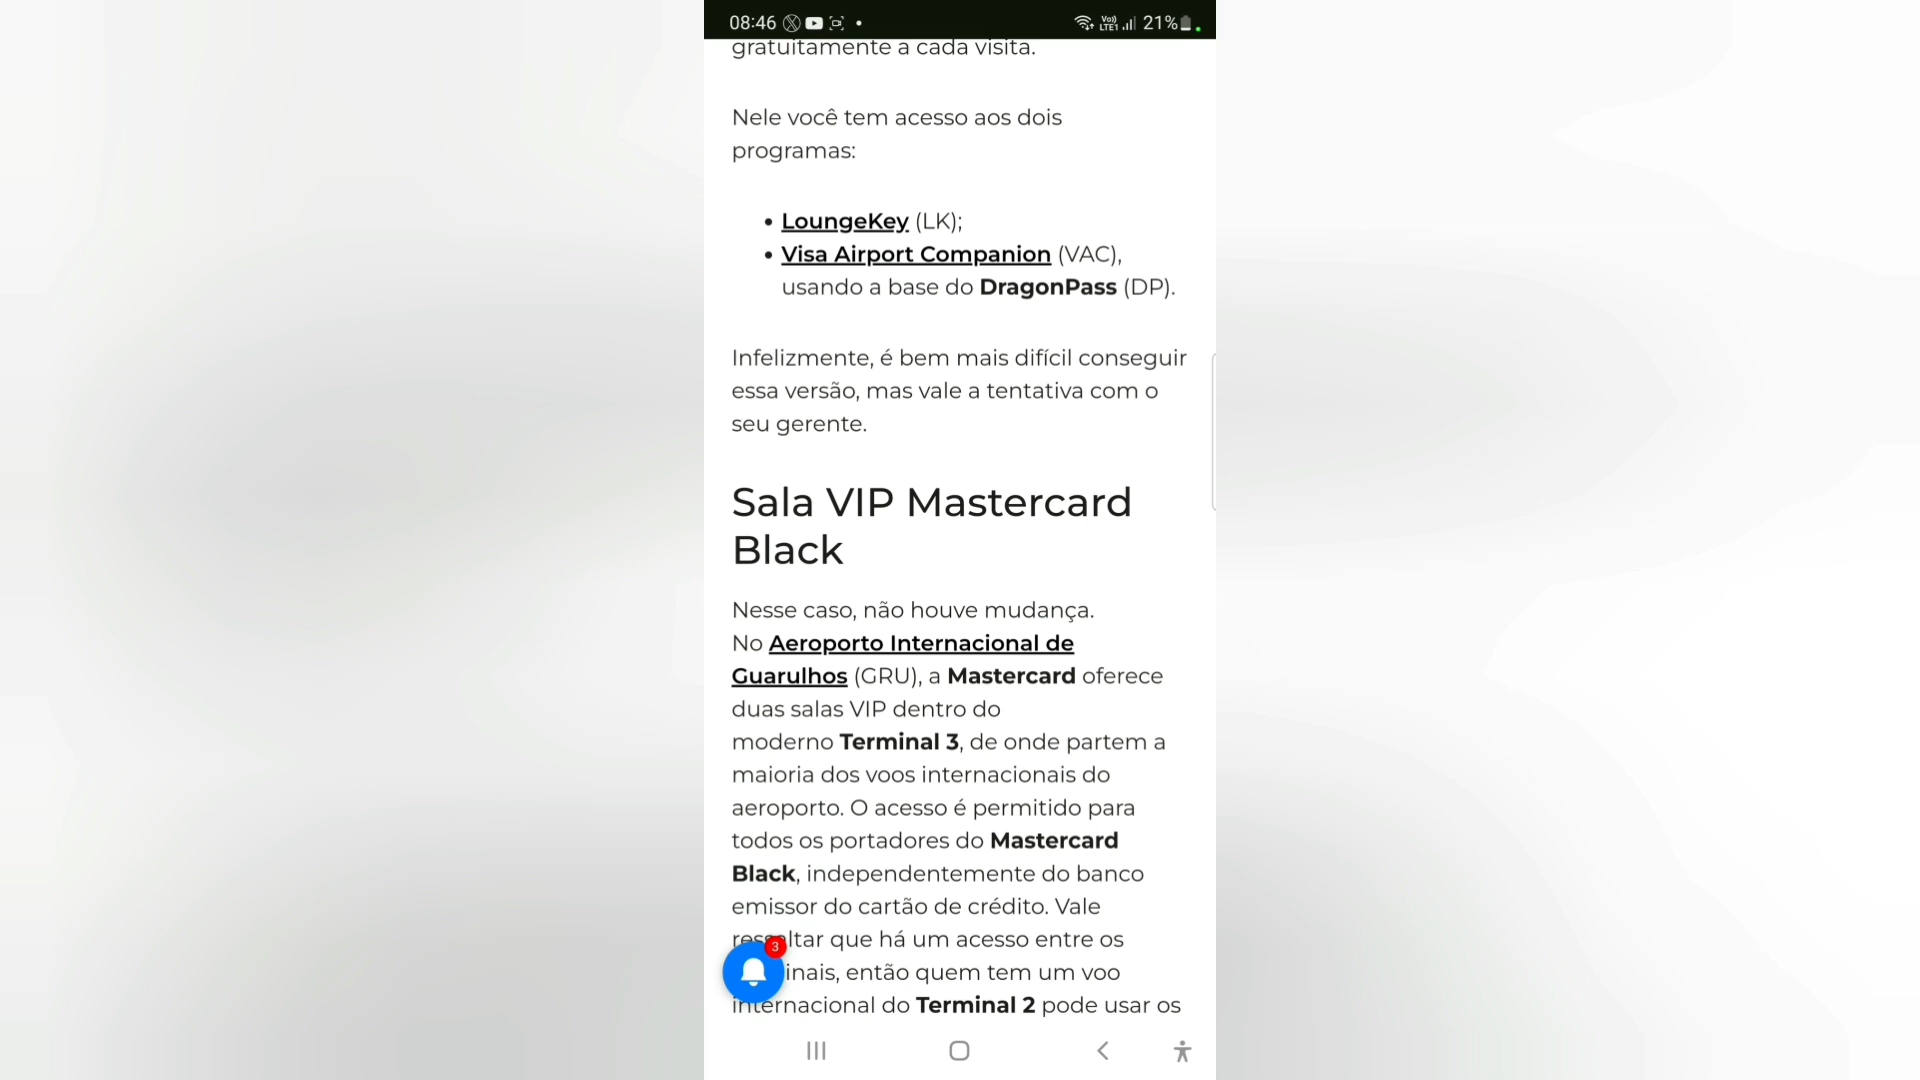 08:46 Vo)) LTE1 21%
gratuitamente a cada visita.
Nele você tem acesso aos dois
programas:
• LoungeKey (LK);
• Visa Airport Companion (VAC),
usando a base do DragonPass (DP).
Infelizmente, é bem mais difícil conseguir
essa versão, mas vale a tentativa com o
seu gerente.
Sala VIP Mastercard
Black
Nesse caso, não houve mudança.
No Aeroporto Internacional de
Guarulhos (GRU), a Mastercard oferece
duas salas VIP dentro do
moderno Terminal 3, de onde partem a
maioria dos voos internacionais do
aeroporto. O acesso é permitido para
todos os portadores do Mastercard
Black, independentemente do banco
emissor do cartão de crédito. Vale
ressaltar que há um acesso entre os
3
inais, então quem tem um voo
internacional do Terminal 2 pode usar os